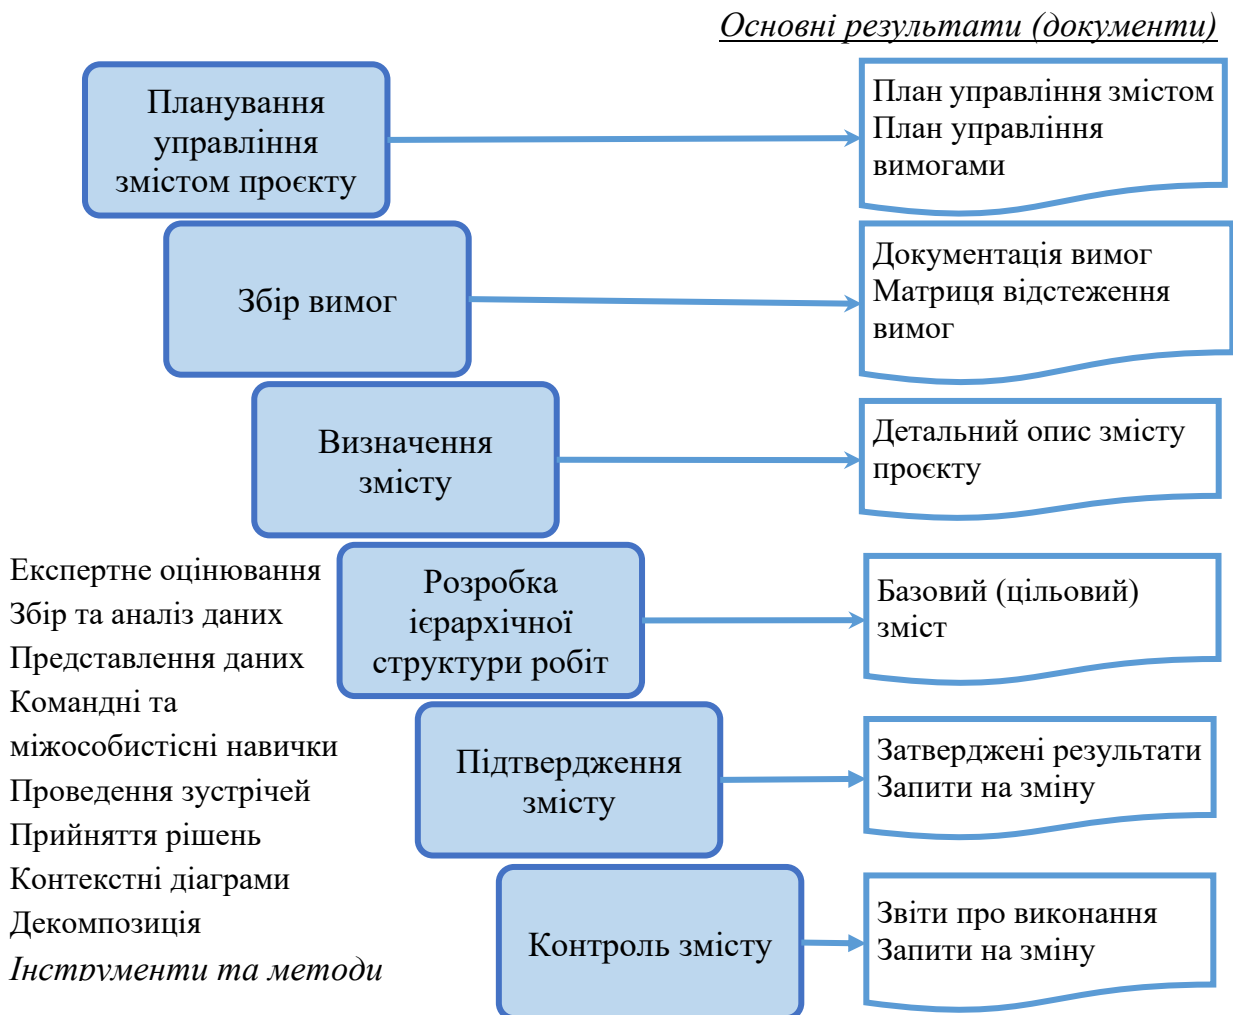 Основні результати (документи)
Планування
управління
змістом проєкту
План управління змістом
План управління
вимогами
Збір вимог
Документація вимог
Матриця відстеження
вимог
Визначення
змісту
Детальний опис змісту
проєкту
Розробка
ієрархічної
структури робіт
Базовий (цільовий)
зміст
Підтвердження
змісту
Затверджені результати
Запити на зміну
Контроль змісту
Звіти про виконання
Запити на зміну
Експертне оцінювання
Збір та аналіз даних
Представлення даних
Командні та
міжособистісні навички
Проведення зустрічей
Прийняття рішень
Контекстні діаграми
Декомпозиція
Інструменти та методи